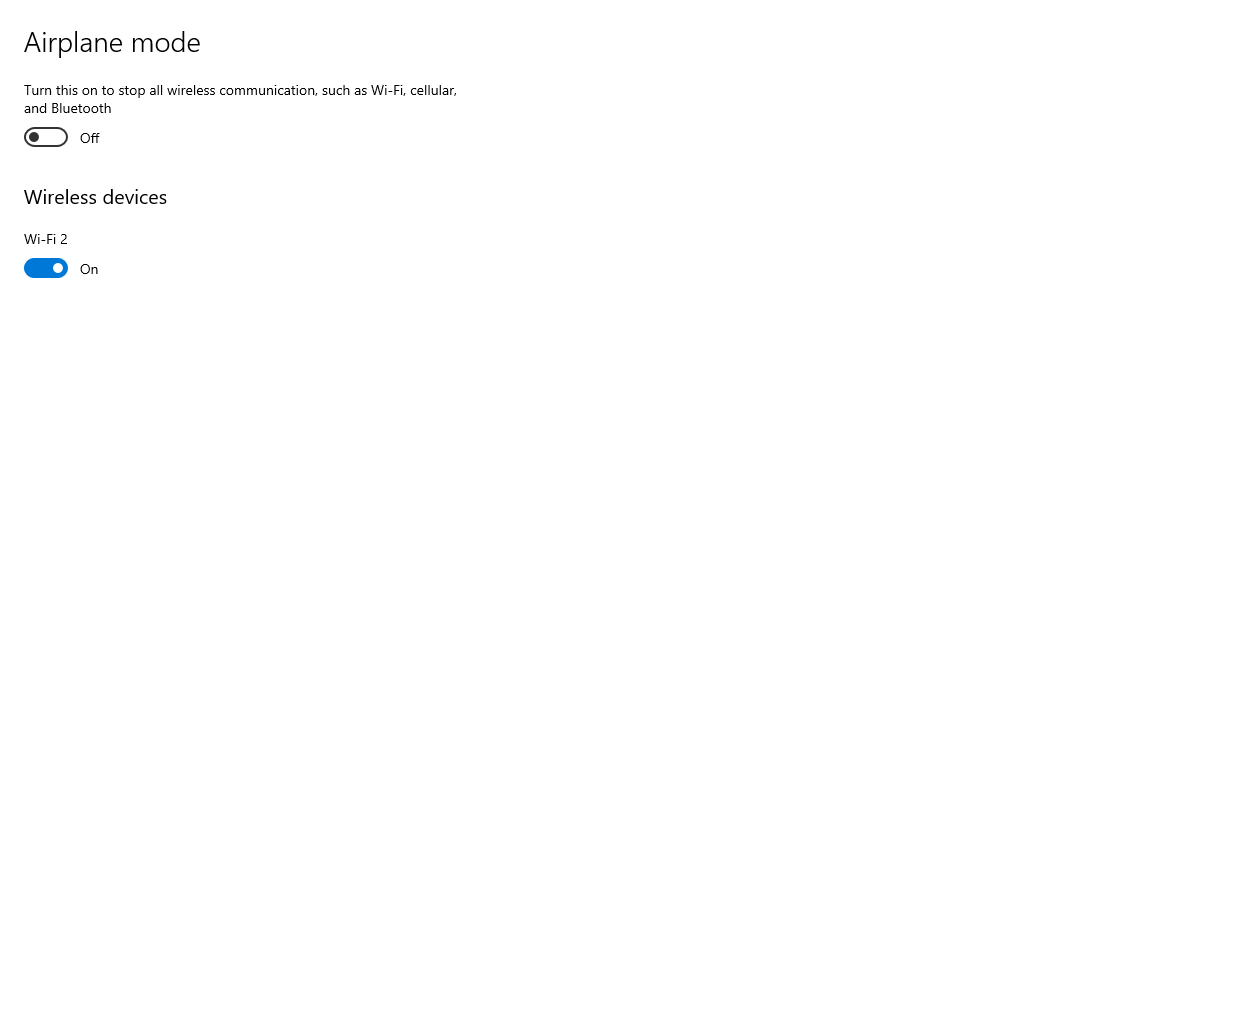 Airplane mode
Turn this on to stop all wireless communication, such as Wi-Fi, cellular,
and Bluetooth
Off
Wireless devices
Wi-Fi 2
On